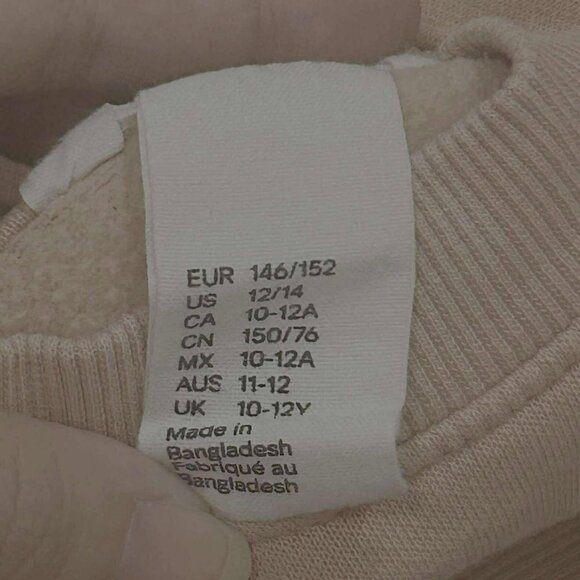 EUR 146/152
US 12/14
CA 10-12A
CN 150/76
MX 10-12A
AUS 11-12
UK 10-12Y
Made in
Bangladesh
Fabriqué au
Bangladesh